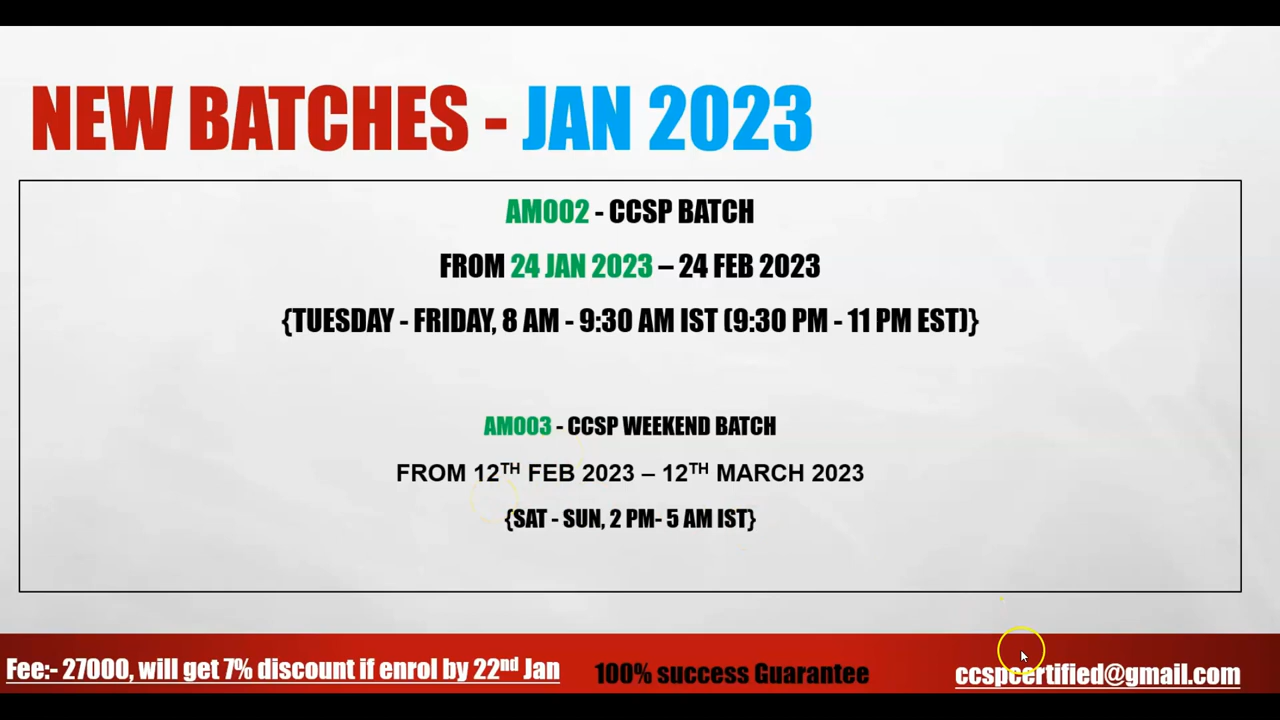 NEW BATCHES - JAN 2023
AM002 - CCSP BATCH
FROM 24 JAN 2023 – 24 FEB 2023
{TUESDAY - FRIDAY, 8 AM - 9:30 AM IST (9:30 PM - 11 PM EST)}
AM003 - CCSP WEEKEND BATCH
FROM 12TH FEB 2023 – 12TH MARCH 2023
{SAT - SUN, 2 PM- 5 AM IST}
Fee:- 27000, will get 7% discount if enrol by 22nd Jan
100% success Guarantee
ccspcertified@gmail.com